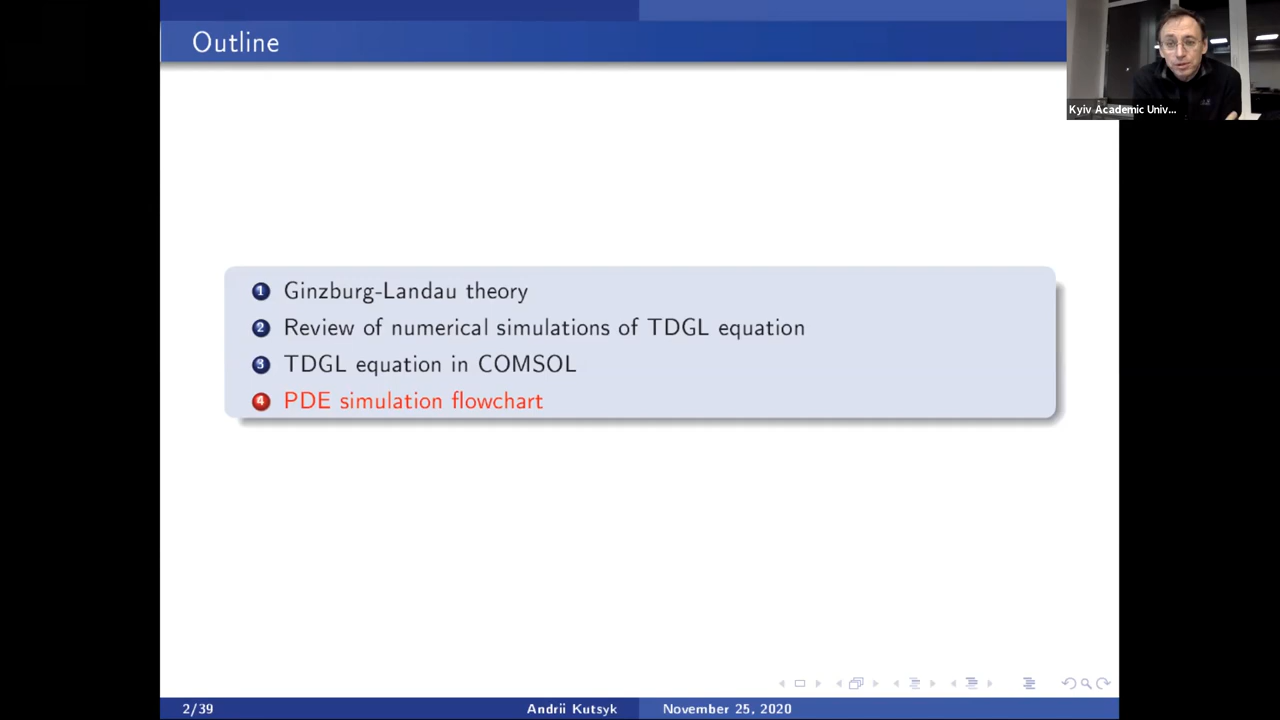 Outline
Kyiv Academic Univ...
1 Ginzburg-Landau theory
2 Review of numerical simulations of TDGL equation
3 TDGL equation in COMSOL
4 PDE simulation flowchart
2/39 Andrii Kutsyk November 25, 2020